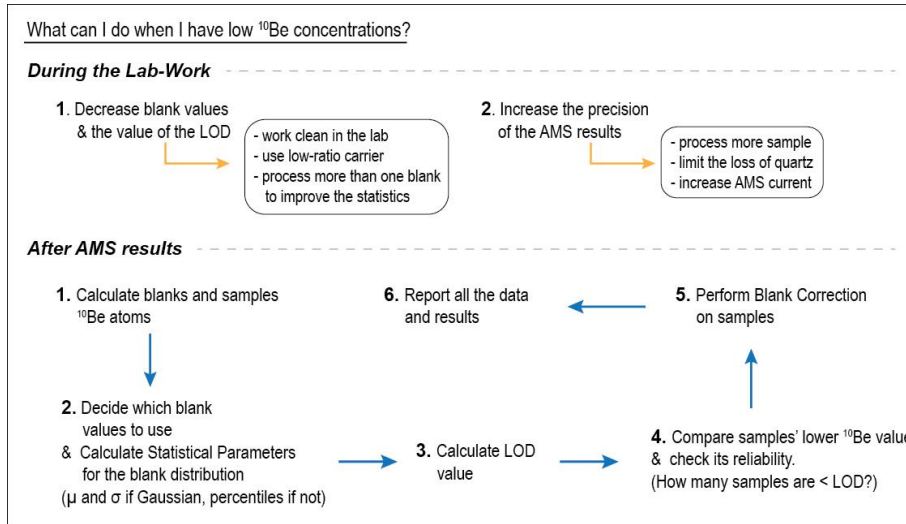 What can I do when I have low ¹⁰Be concentrations?
During the Lab-Work
1. Decrease blank values
& the value of the LOD
- work clean in the lab
- use low-ratio carrier
- process more than one blank
to improve the statistics
2. Increase the precision
of the AMS results
- process more sample
- limit the loss of quartz
- increase AMS current
After AMS results
1. Calculate blanks and samples
¹⁰Be atoms
2. Decide which blank
values to use
& Calculate Statistical Parameters
for the blank distribution
(μ and σ if Gaussian, percentiles if not)
3. Calculate LOD
value
4. Compare samples' lower ¹⁰Be value
& check its reliability.
(How many samples are < LOD?)
5. Perform Blank Correction
on samples
6. Report all the data
and results